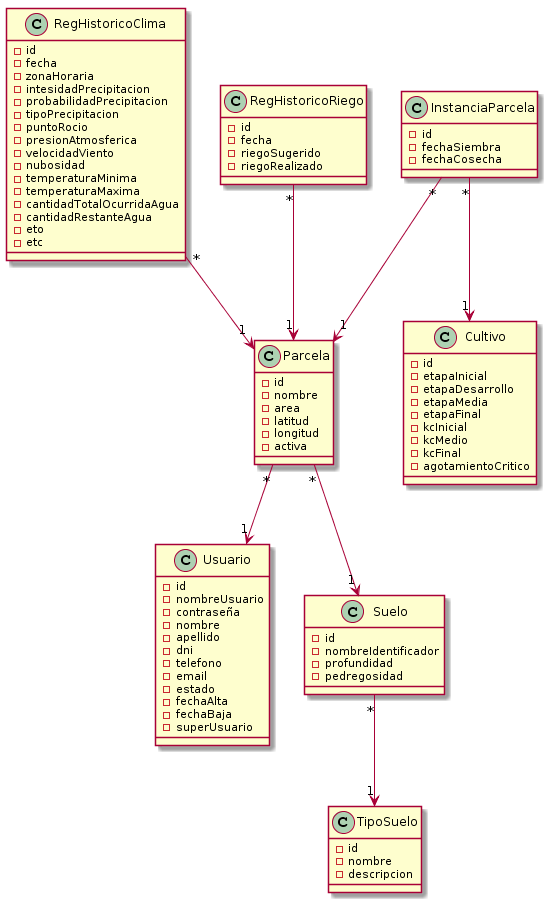 C RegHistoricoClima
id
fecha
zonaHoraria
intesidadPrecipitacion
probabilidadPrecipitacion
tipoPrecipitacion
puntoRocio
presionAtmosferica
velocidadViento
nubosidad
temperaturaMinima
temperaturaMaxima
cantidadTotalOcurridaAgua
cantidadRestanteAgua
eto
etc
C RegHistoricoRiego
id
fecha
riegoSugerido
riegoRealizado
C InstanciaParcela
id
fechaSiembra
fechaCosecha
*
1
*
1
*
1
*
1
C Parcela
id
nombre
area
latitud
longitud
activa
C Cultivo
id
etapaInicial
etapaDesarrollo
etapaMedia
etapaFinal
kcInicial
kcMedio
kcFinal
agotamientoCritico
*
1
*
1
C Usuario
id
nombreUsuario
contraseña
nombre
apellido
dni
telefono
email
estado
fechaAlta
fechaBaja
superUsuario
C Suelo
id
nombreIdentificador
profundidad
pedregosidad
*
1
C TipoSuelo
id
nombre
descripcion